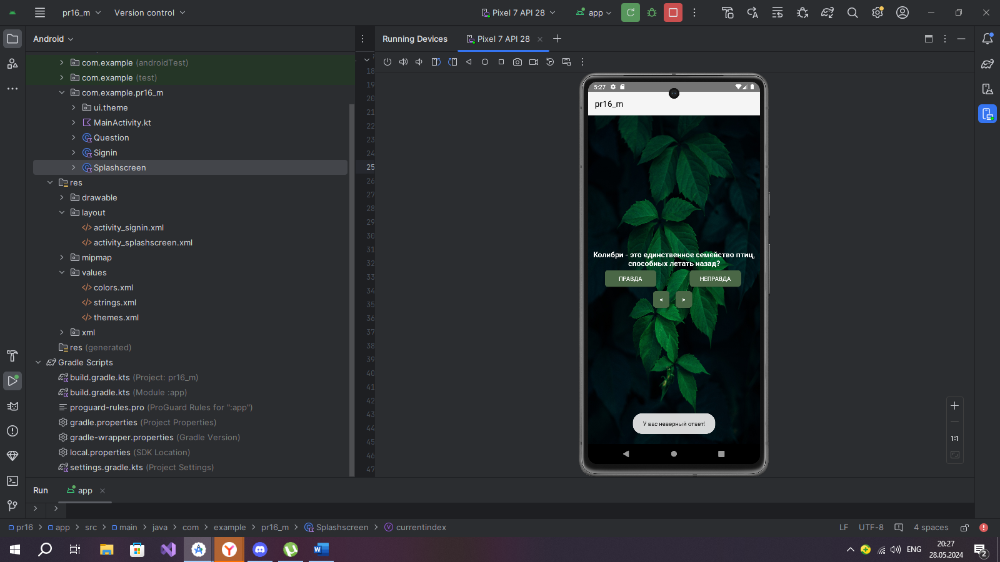 pr16_m
Version control
Pixel 7 API 28
app
Android
Running Devices
Pixel 7 API 28
com.example (androidTest)
com.example (test)
com.example.pr16_m
ui.theme
MainActivity.kt
Question
Signin
Splashscreen
res
drawable
layout
activity_signin.xml
activity_splashscreen.xml
mipmap
values
colors.xml
strings.xml
themes.xml
xml
res (generated)
Gradle Scripts
build.gradle.kts (Project: pr16_m)
build.gradle.kts (Module :app)
proguard-rules.pro (ProGuard Rules for ":app")
gradle.properties (Project Properties)
gradle-wrapper.properties (Gradle Version)
local.properties (SDK Location)
settings.gradle.kts (Project Settings)
18
19
20
21
22
23
24
25
26
27
28
29
30
31
32
33
34
35
36
37
38
39
40
41
42
43
44
45
46
47
5:27
pr16_m
Колибри - это единственное семейство птиц,
способных летать назад?
ПРАВДА
НЕПРАВДА
<
>
У вас неверный ответ!
1:1
Run
app
pr16 > app > src > main > java > com > example > pr16_m > Splashscreen > currentindex
LF
UTF-8
4 spaces
ENG
20:27
28.05.2024
2